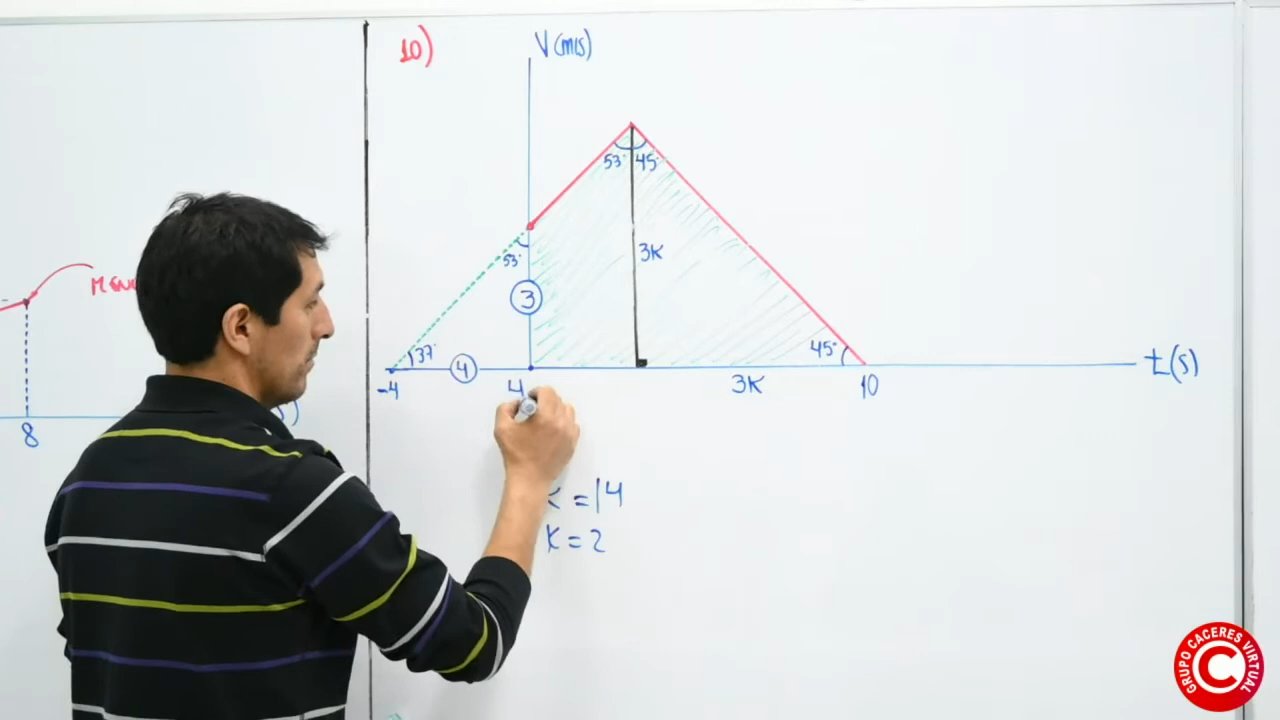 10)
V(m/s)
53° 45°
53°
3K
3
37°
45°
4
-4
4
3K
10
t(s)
8
K = 14
K = 2
GRUPO CACERES VIRTUAL
C